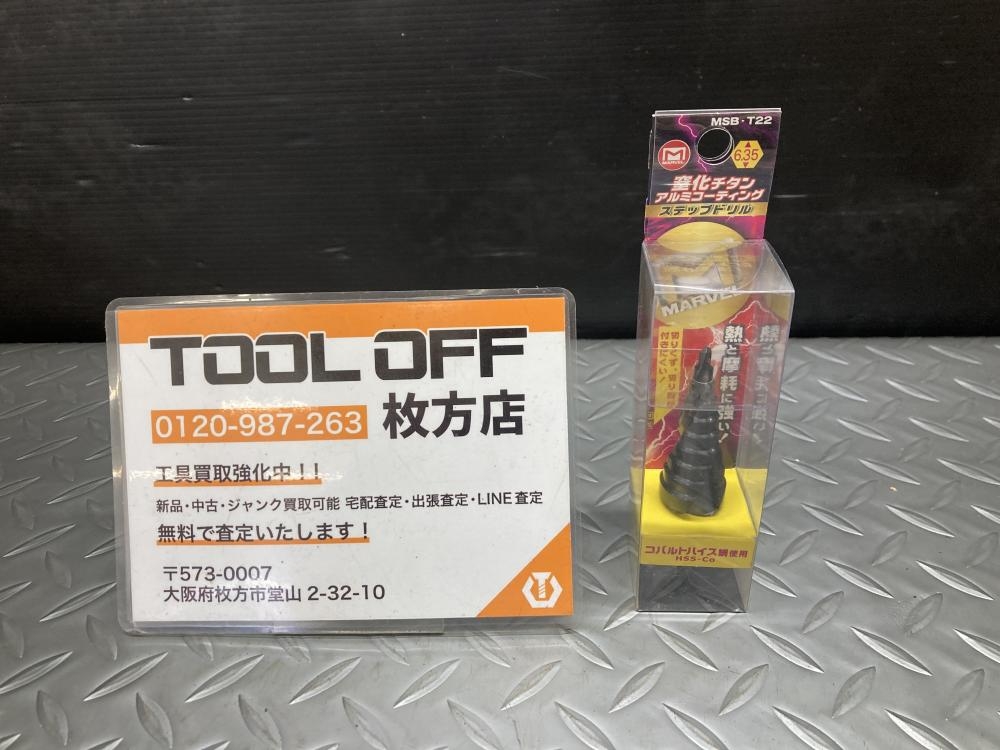 TOOL OFF
0120-987-263 枚方店
工具買取強化中！！
新品・中古・ジャンク買取可能 宅配査定・出張査定・LINE査定
無料で査定いたします！
〒573-0007
大阪府枚方市堂山 2-32-10
MSB・T22
MARVEL
6.35
窒化チタン
アルミコーティング
ステップドリル
MARVEL
熱と摩耗に強い！
コバルトハイス鋼使用
HSS-Co